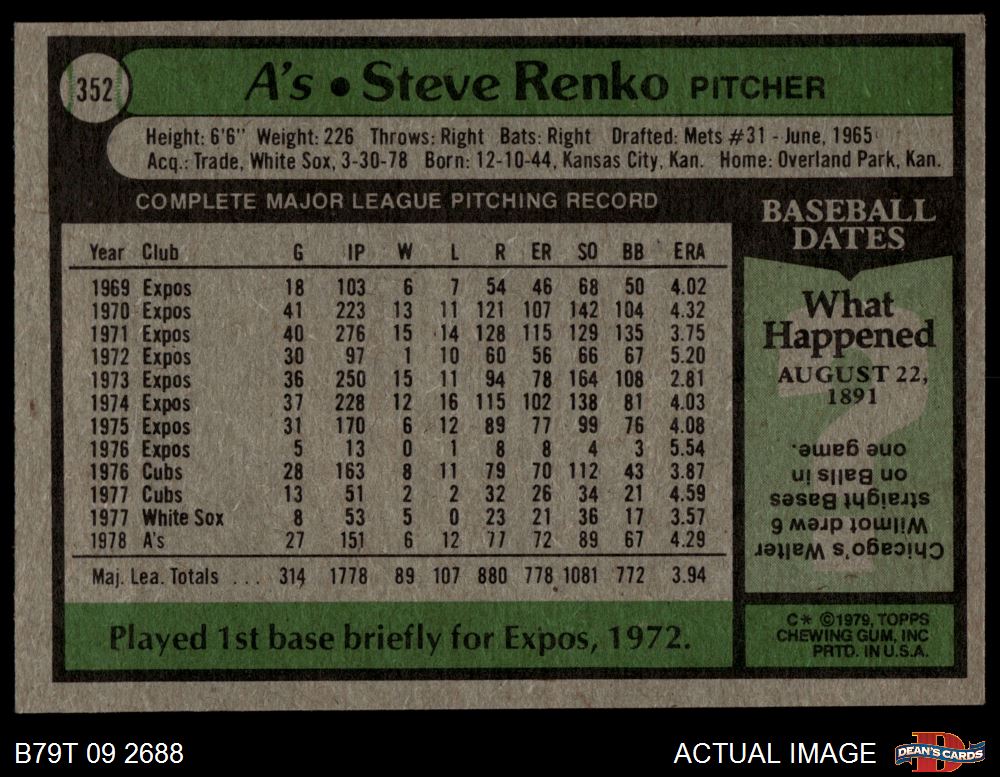 352
A's • Steve Renko PITCHER
Height: 6'6" Weight: 226 Throws: Right Bats: Right Drafted: Mets #31 - June, 1965
Acq.: Trade, White Sox, 3-30-78 Born: 12-10-44, Kansas City, Kan. Home: Overland Park, Kan.
COMPLETE MAJOR LEAGUE PITCHING RECORD
Year Club G IP W L R ER SO BB ERA
1969 Expos 18 103 6 7 54 46 68 50 4.02
1970 Expos 41 223 13 11 121 107 142 104 4.32
1971 Expos 40 276 15 14 128 115 129 135 3.75
1972 Expos 30 97 1 10 60 56 66 67 5.20
1973 Expos 36 250 15 11 94 78 164 108 2.81
1974 Expos 37 228 12 16 115 102 138 81 4.03
1975 Expos 31 170 6 12 89 77 99 76 4.08
1976 Expos 5 13 0 1 8 8 4 3 5.54
1976 Cubs 28 163 8 11 79 70 112 43 3.87
1977 Cubs 13 51 2 2 32 26 34 21 4.59
1977 White Sox 8 53 5 0 23 21 36 17 3.57
1978 A's 27 151 6 12 77 72 89 67 4.29
Maj. Lea. Totals ... 314 1778 89 107 880 778 1081 772 3.94
Played 1st base briefly for Expos, 1972.
BASEBALL
DATES
What
Happened
AUGUST 22,
1891
Chicago's Walter
Wilmot drew 6
straight Bases
on Balls in
one game.
C* ©1979, TOPPS
CHEWING GUM, INC
PRTD. IN U.S.A.
B79T 09 2688
ACTUAL IMAGE
DEAN'S CARDS